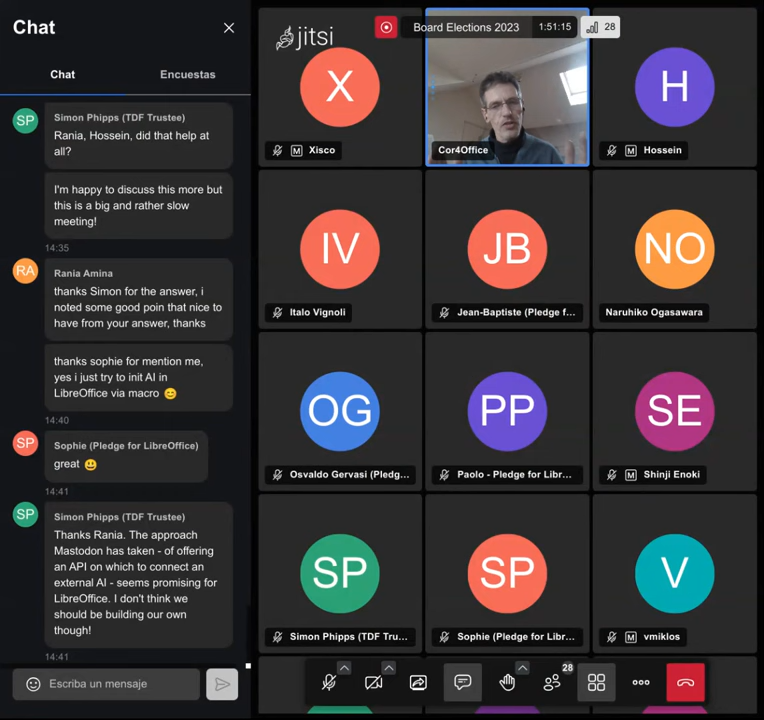 Chat
Chat
Encuestas
SP
Simon Phipps (TDF Trustee)
Rania, Hossein, did that help at
all?
I'm happy to discuss this more but
this is a big and rather slow
meeting!
14:35
RA
Rania Amina
thanks Simon for the answer, i
noted some good poin that nice to
have from your answer, thanks
thanks sophie for mention me,
yes i just try to init AI in
LibreOffice via macro 😊
14:40
SP
Sophie (Pledge for LibreOffice)
great 😃
14:41
SP
Simon Phipps (TDF Trustee)
Thanks Rania. The approach
Mastodon has taken - of offering
an API on which to connect an
external AI - seems promising for
LibreOffice. I don't think we
should be building our own
though!
14:41
Escriba un mensaje
jitsi
Board Elections 2023
1:51:15
28
X
M Xisco
Cor4Office
H
M Hossein
IV
Italo Vignoli
JB
Jean-Baptiste (Pledge f...
NO
Naruhiko Ogasawara
OG
Osvaldo Gervasi (Pledg...
PP
Paolo - Pledge for Libr...
SE
M Shinji Enoki
SP
Simon Phipps (TDF Tru...
SP
Sophie (Pledge for Libr...
V
M vmiklos
28